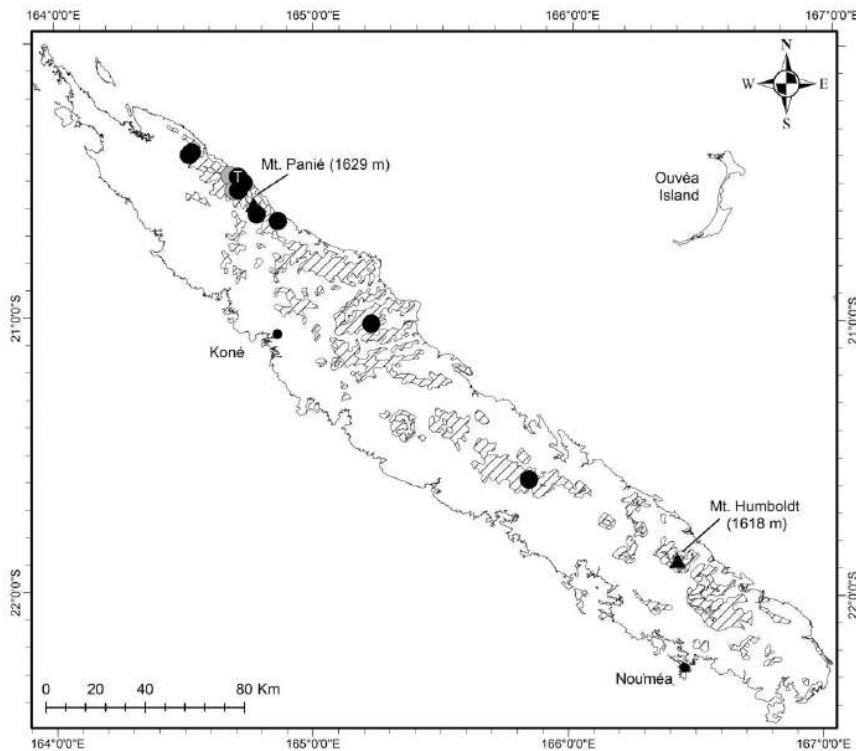 164°0'0"E 165°0'0"E 166°0'0"E 167°0'0"E
N
W E
S
Mt. Panié (1629 m)
T
Ouvéa
Island
21°0'0"S 21°0'0"S
Koné
Mt. Humboldt
(1618 m)
22°0'0"S 22°0'0"S
Nouméa
0 20 40 80 Km
164°0'0"E 165°0'0"E 166°0'0"E 167°0'0"E